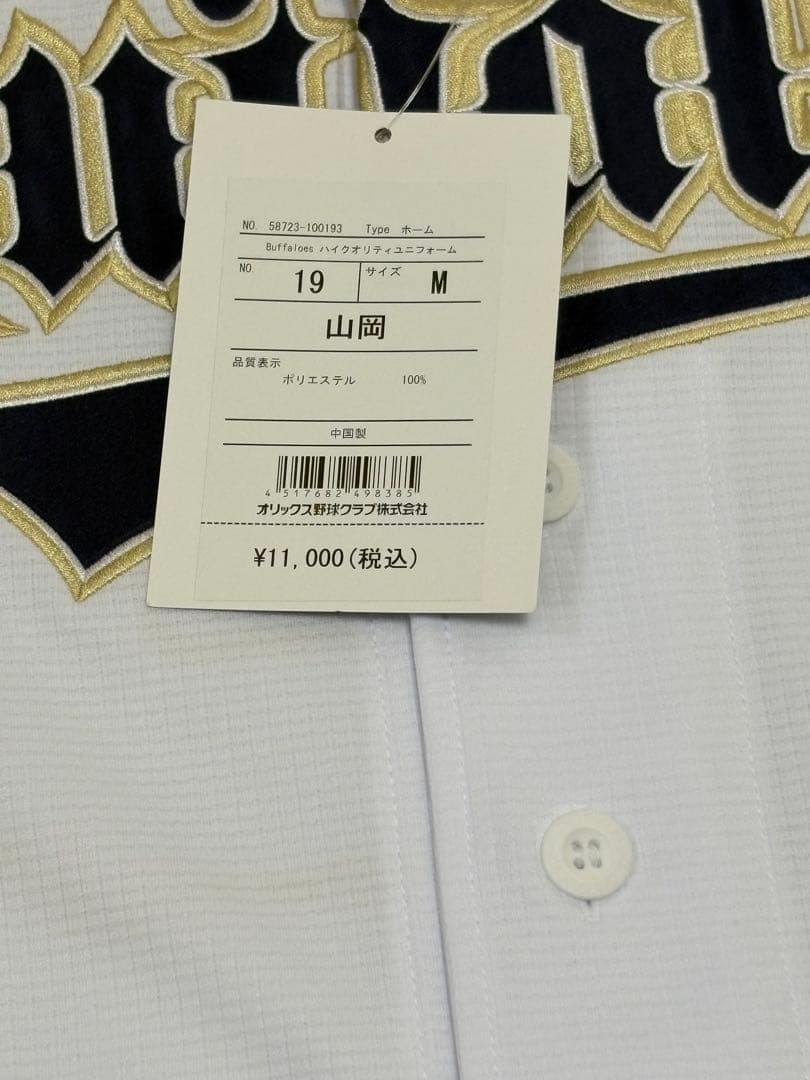 NO. 58723-100193 Type ホーム
Buffaloes ハイクオリティユニフォーム
NO. 19 サイズ M
山岡
品質表示
ポリエステル 100%
中国製
4 517682 498385
オリックス野球クラブ株式会社
¥11,000(税込)